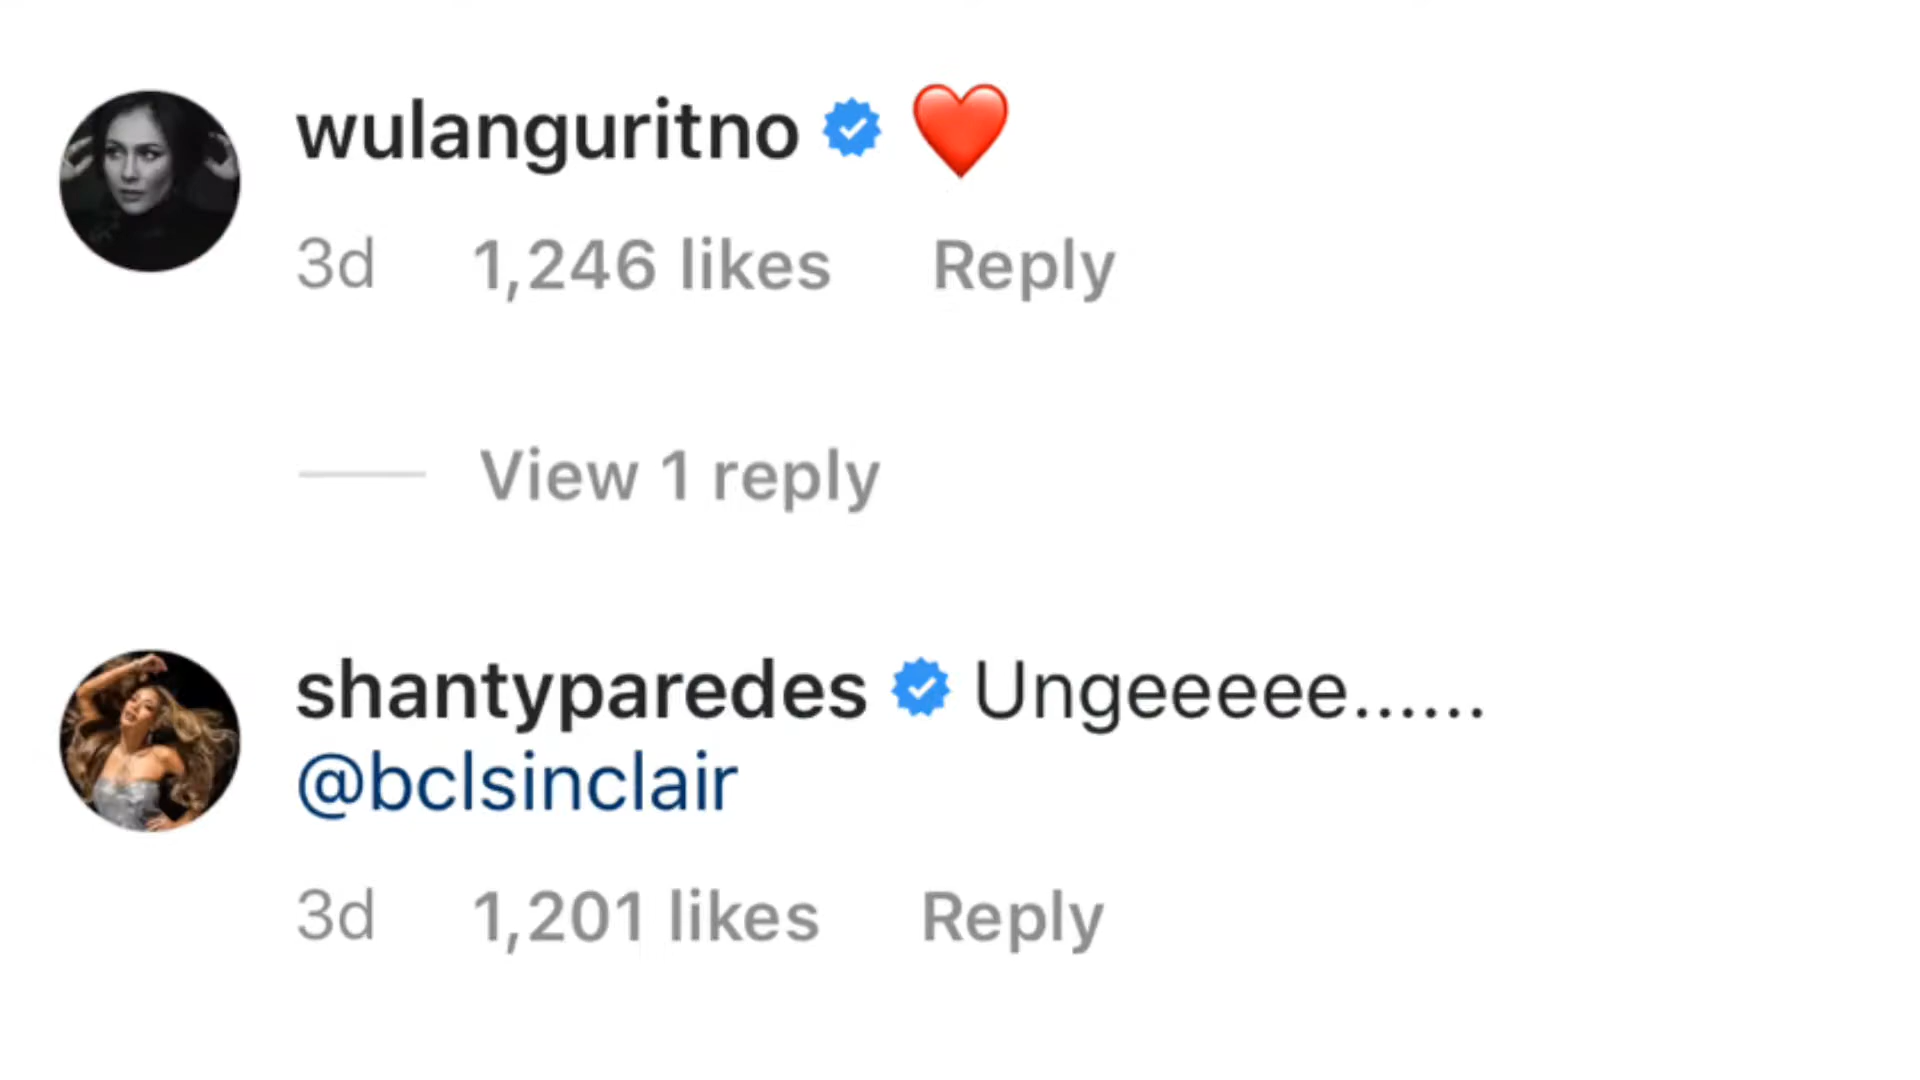 wulanguritno ❤️
3d 1,246 likes Reply
View 1 reply
shantyparedes Ungeeeee......
@bclsinclair
3d 1,201 likes Reply